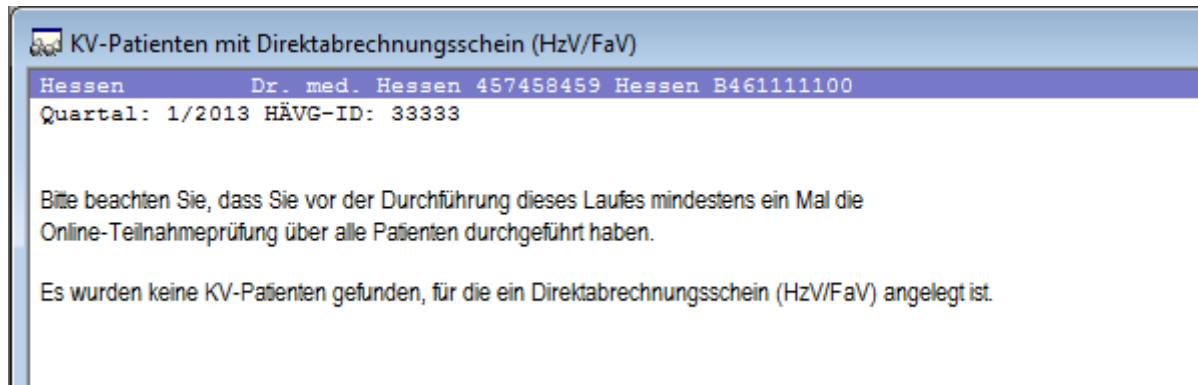 KV-Patienten mit Direktabrechnungsschein (HzV/FaV)
Hessen Dr. med. Hessen 457458459 Hessen B461111100
Quartal: 1/2013 HÄVG-ID: 33333
Bitte beachten Sie, dass Sie vor der Durchführung dieses Laufes mindestens ein Mal die
Online-Teilnahmeprüfung über alle Patienten durchgeführt haben.
Es wurden keine KV-Patienten gefunden, für die ein Direktabrechnungsschein (HzV/FaV) angelegt ist.